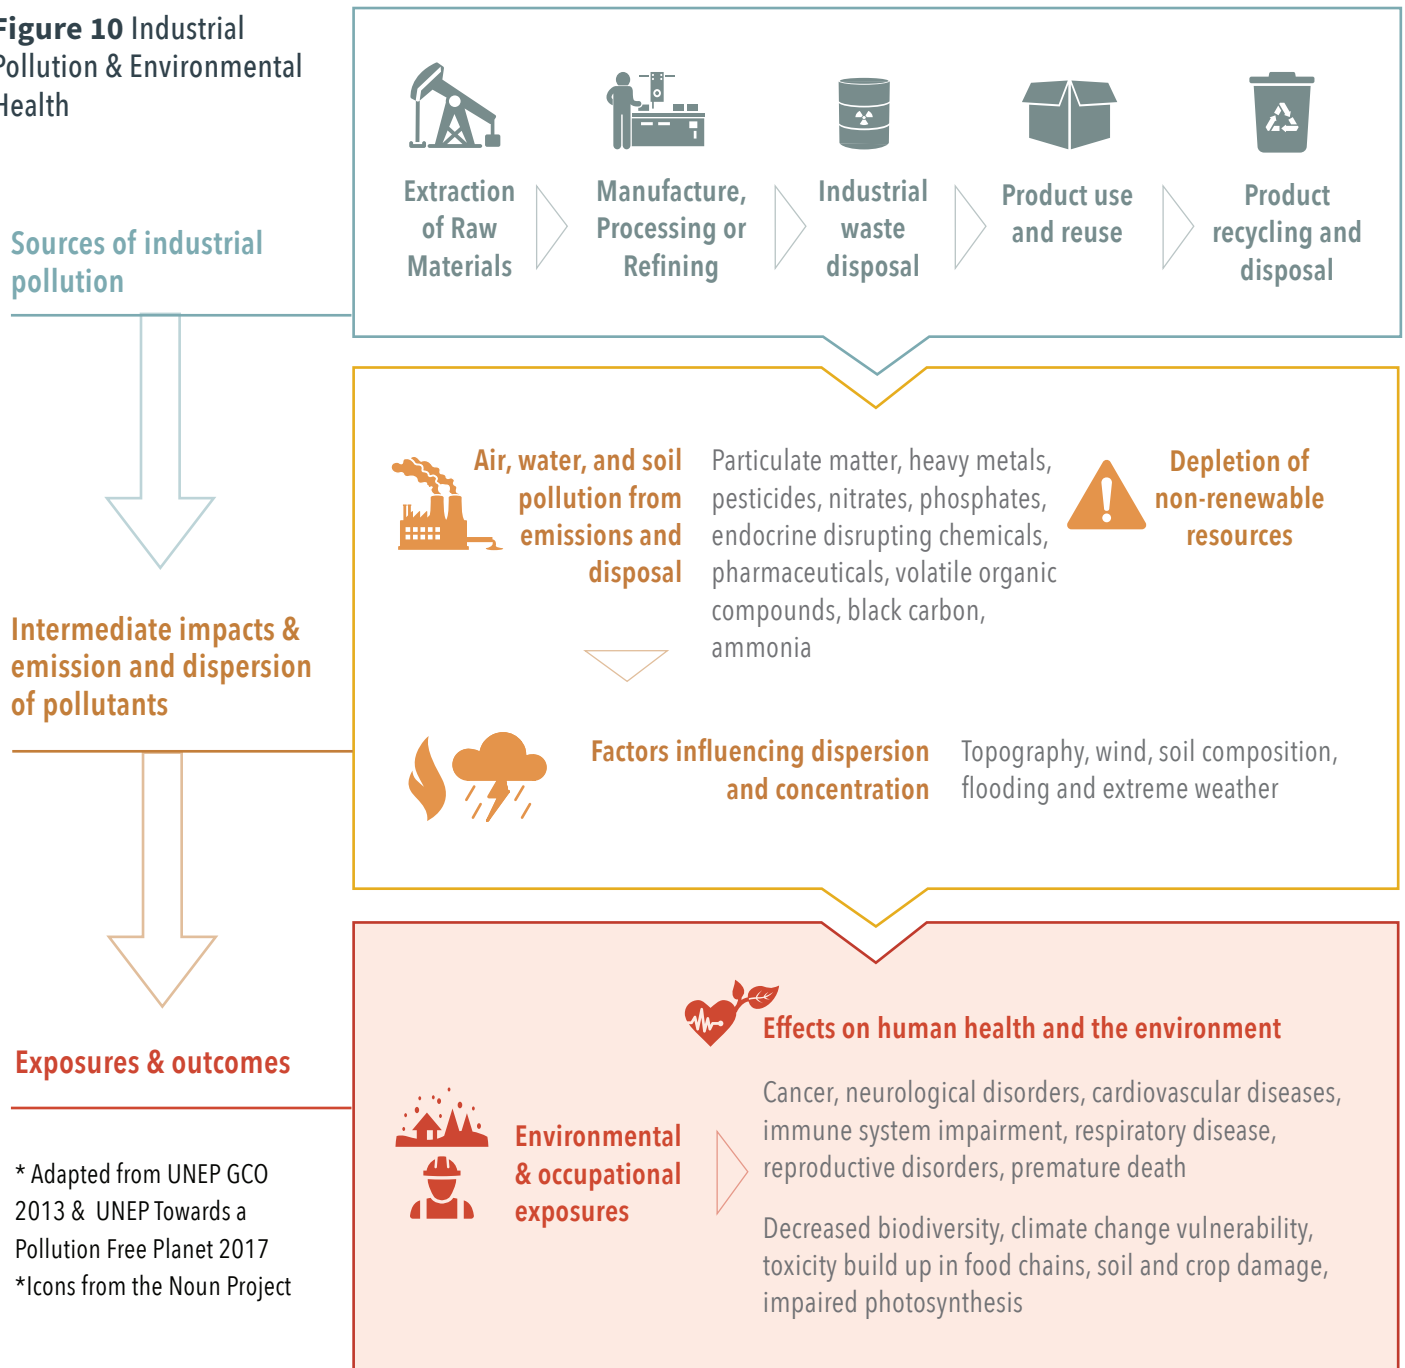 Figure 10 Industrial
Pollution & Environmental
Health
Sources of industrial
pollution
Extraction
of Raw
Materials
Manufacture,
Processing or
Refining
Industrial
waste
disposal
Product use
and reuse
Product
recycling and
disposal
Intermediate impacts &
emission and dispersion
of pollutants
Air, water, and soil
pollution from
emissions and
disposal
Particulate matter, heavy metals,
pesticides, nitrates, phosphates,
endocrine disrupting chemicals,
pharmaceuticals, volatile organic
compounds, black carbon,
ammonia
Depletion of
non-renewable
resources
Factors influencing dispersion
and concentration
Topography, wind, soil composition,
flooding and extreme weather
Exposures & outcomes
Environmental
& occupational
exposures
Effects on human health and the environment
Cancer, neurological disorders, cardiovascular diseases,
immune system impairment, respiratory disease,
reproductive disorders, premature death
Decreased biodiversity, climate change vulnerability,
toxicity build up in food chains, soil and crop damage,
impaired photosynthesis
* Adapted from UNEP GCO
2013 & UNEP Towards a
Pollution Free Planet 2017
*Icons from the Noun Project